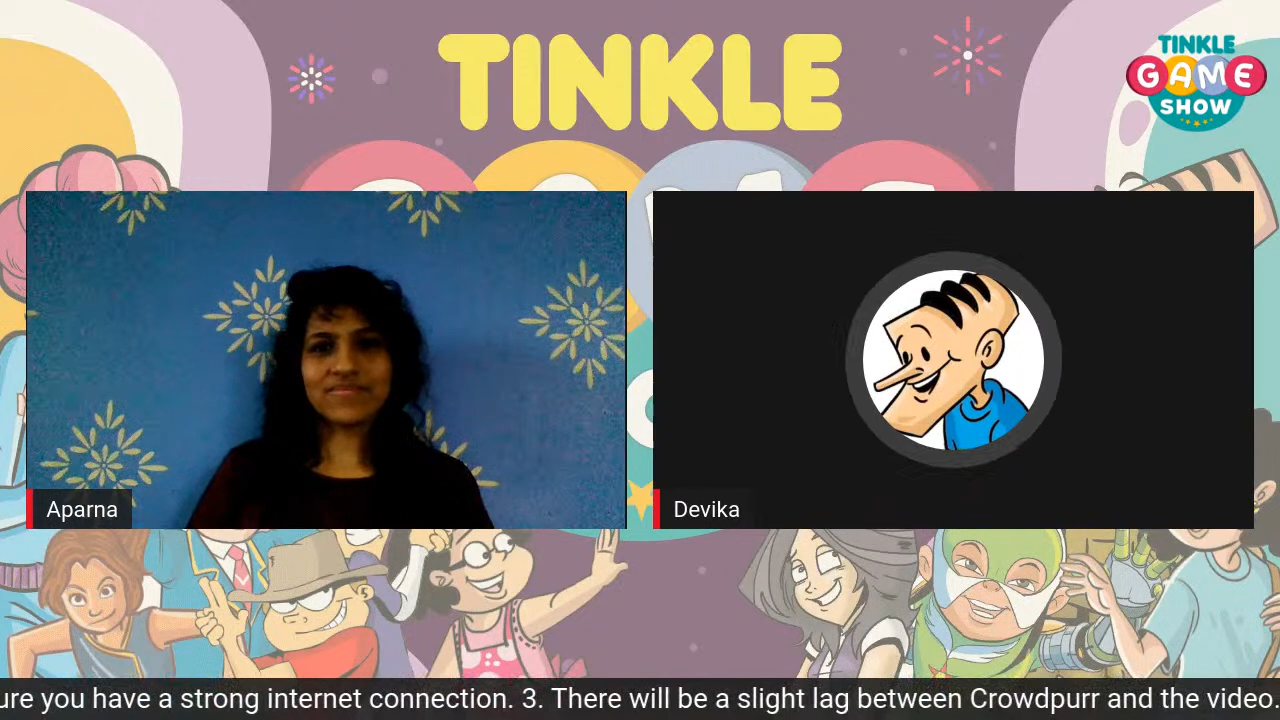 TINKLE
TINKLE
GAME
SHOW
Aparna
Devika
ure you have a strong internet connection. 3. There will be a slight lag between Crowdpurr and the video.